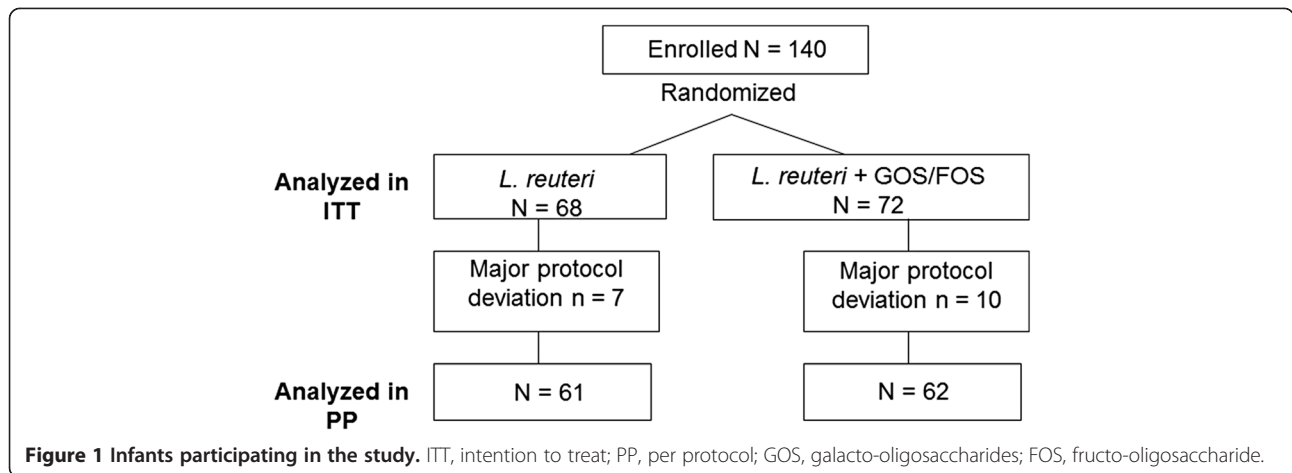 Enrolled N = 140
Randomized
Analyzed in
ITT
L. reuteri
N = 68
L. reuteri + GOS/FOS
N = 72
Major protocol
deviation n = 7
Major protocol
deviation n = 10
Analyzed in
PP
N = 61
N = 62
Figure 1 Infants participating in the study. ITT, intention to treat; PP, per protocol; GOS, galacto-oligosaccharides; FOS, fructo-oligosaccharide.